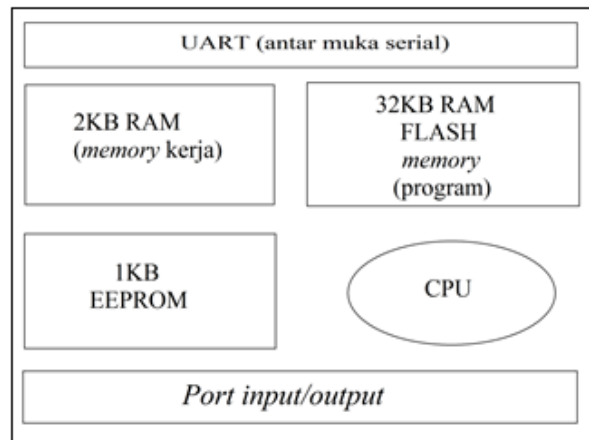 UART (antar muka serial)
2KB RAM
(memory kerja)
32KB RAM
FLASH
memory
(program)
1KB
EEPROM
CPU
Port input/output